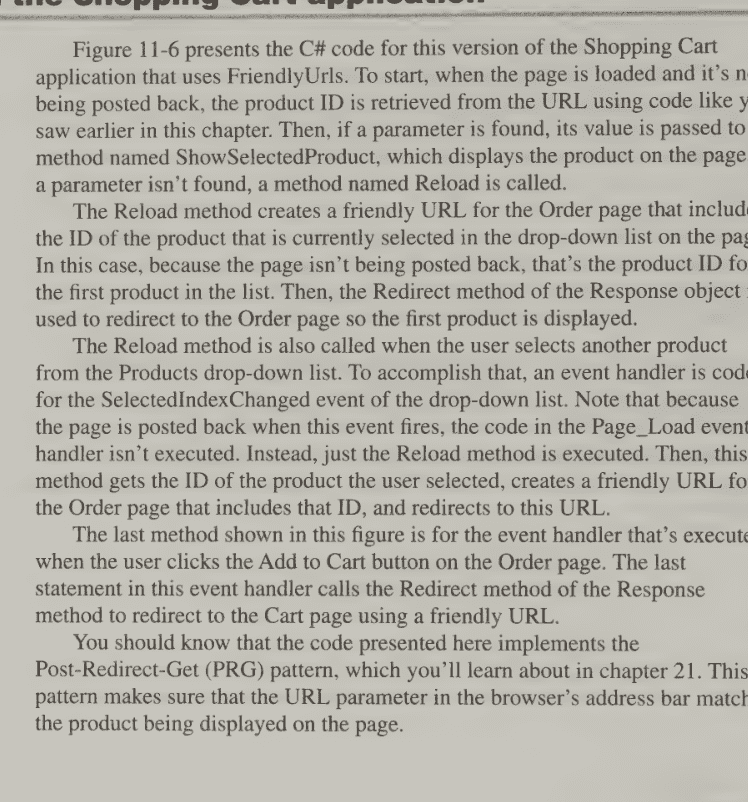 the Shopping Cart application
Figure 11-6 presents the C# code for this version of the Shopping Cart
application that uses FriendlyUrls. To start, when the page is loaded and it's n
being posted back, the product ID is retrieved from the URL using code like y
saw earlier in this chapter. Then, if a parameter is found, its value is passed to
method named ShowSelectedProduct, which displays the product on the page
a parameter isn't found, a method named Reload is called.
The Reload method creates a friendly URL for the Order page that include
the ID of the product that is currently selected in the drop-down list on the pag
In this case, because the page isn't being posted back, that's the product ID fo
the first product in the list. Then, the Redirect method of the Response object
used to redirect to the Order page so the first product is displayed.
The Reload method is also called when the user selects another product
from the Products drop-down list. To accomplish that, an event handler is code
for the SelectedIndexChanged event of the drop-down list. Note that because
the page is posted back when this event fires, the code in the Page_Load event
handler isn't executed. Instead, just the Reload method is executed. Then, this
method gets the ID of the product the user selected, creates a friendly URL fo
the Order page that includes that ID, and redirects to this URL.
The last method shown in this figure is for the event handler that's execute
when the user clicks the Add to Cart button on the Order page. The last
statement in this event handler calls the Redirect method of the Response
method to redirect to the Cart page using a friendly URL.
You should know that the code presented here implements the
Post-Redirect-Get (PRG) pattern, which you'll learn about in chapter 21. This
pattern makes sure that the URL parameter in the browser's address bar match
the product being displayed on the page.